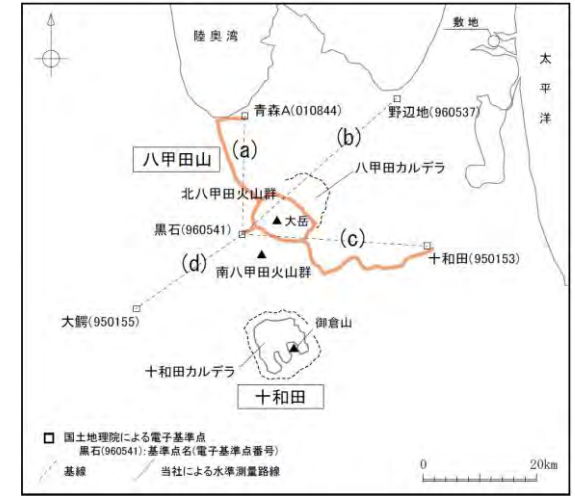 敷地
陸奥湾
太平洋
青森A(010844)
野辺地(960537)
(b)
(a)
八甲田山
八甲田カルデラ
北八甲田火山群
大岳
黒石(960541)
(c)
十和田(950153)
(d)
南八甲田火山群
大鰐(950155)
御倉山
十和田カルデラ
十和田
国土地理院による電子基準点
黒石(960541):基準点名(電子基準点番号)
基線
当社による水準測量路線
0
20km